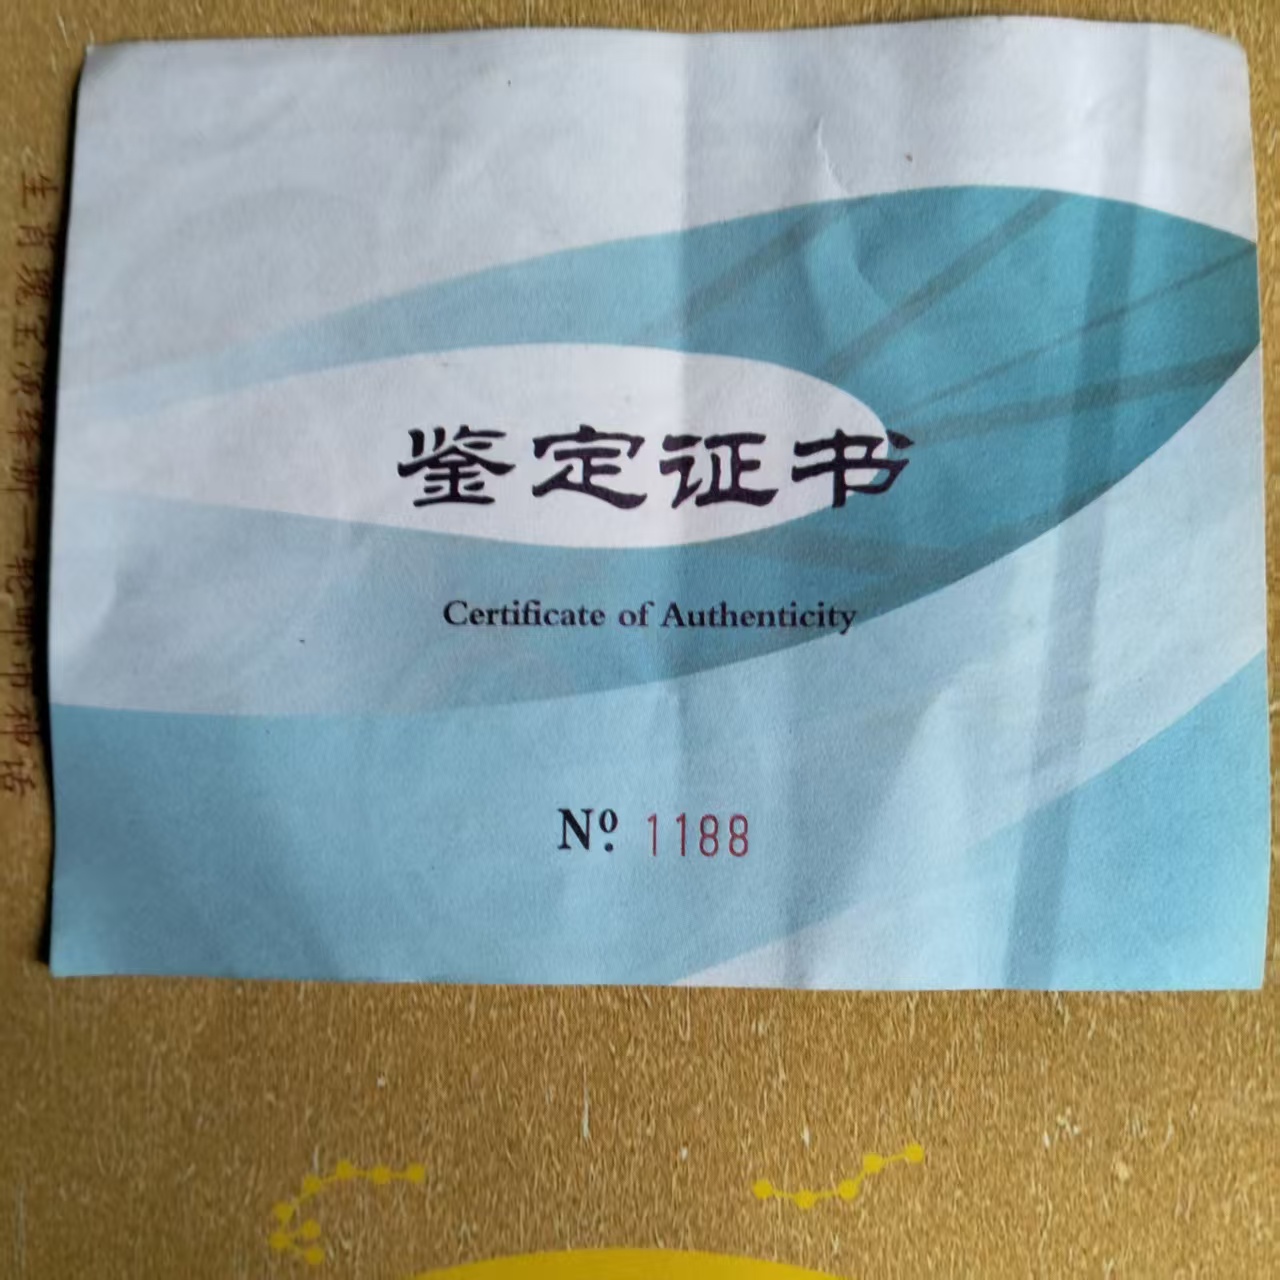 鉴定证书
Certificate of Authenticity
Nº 1188